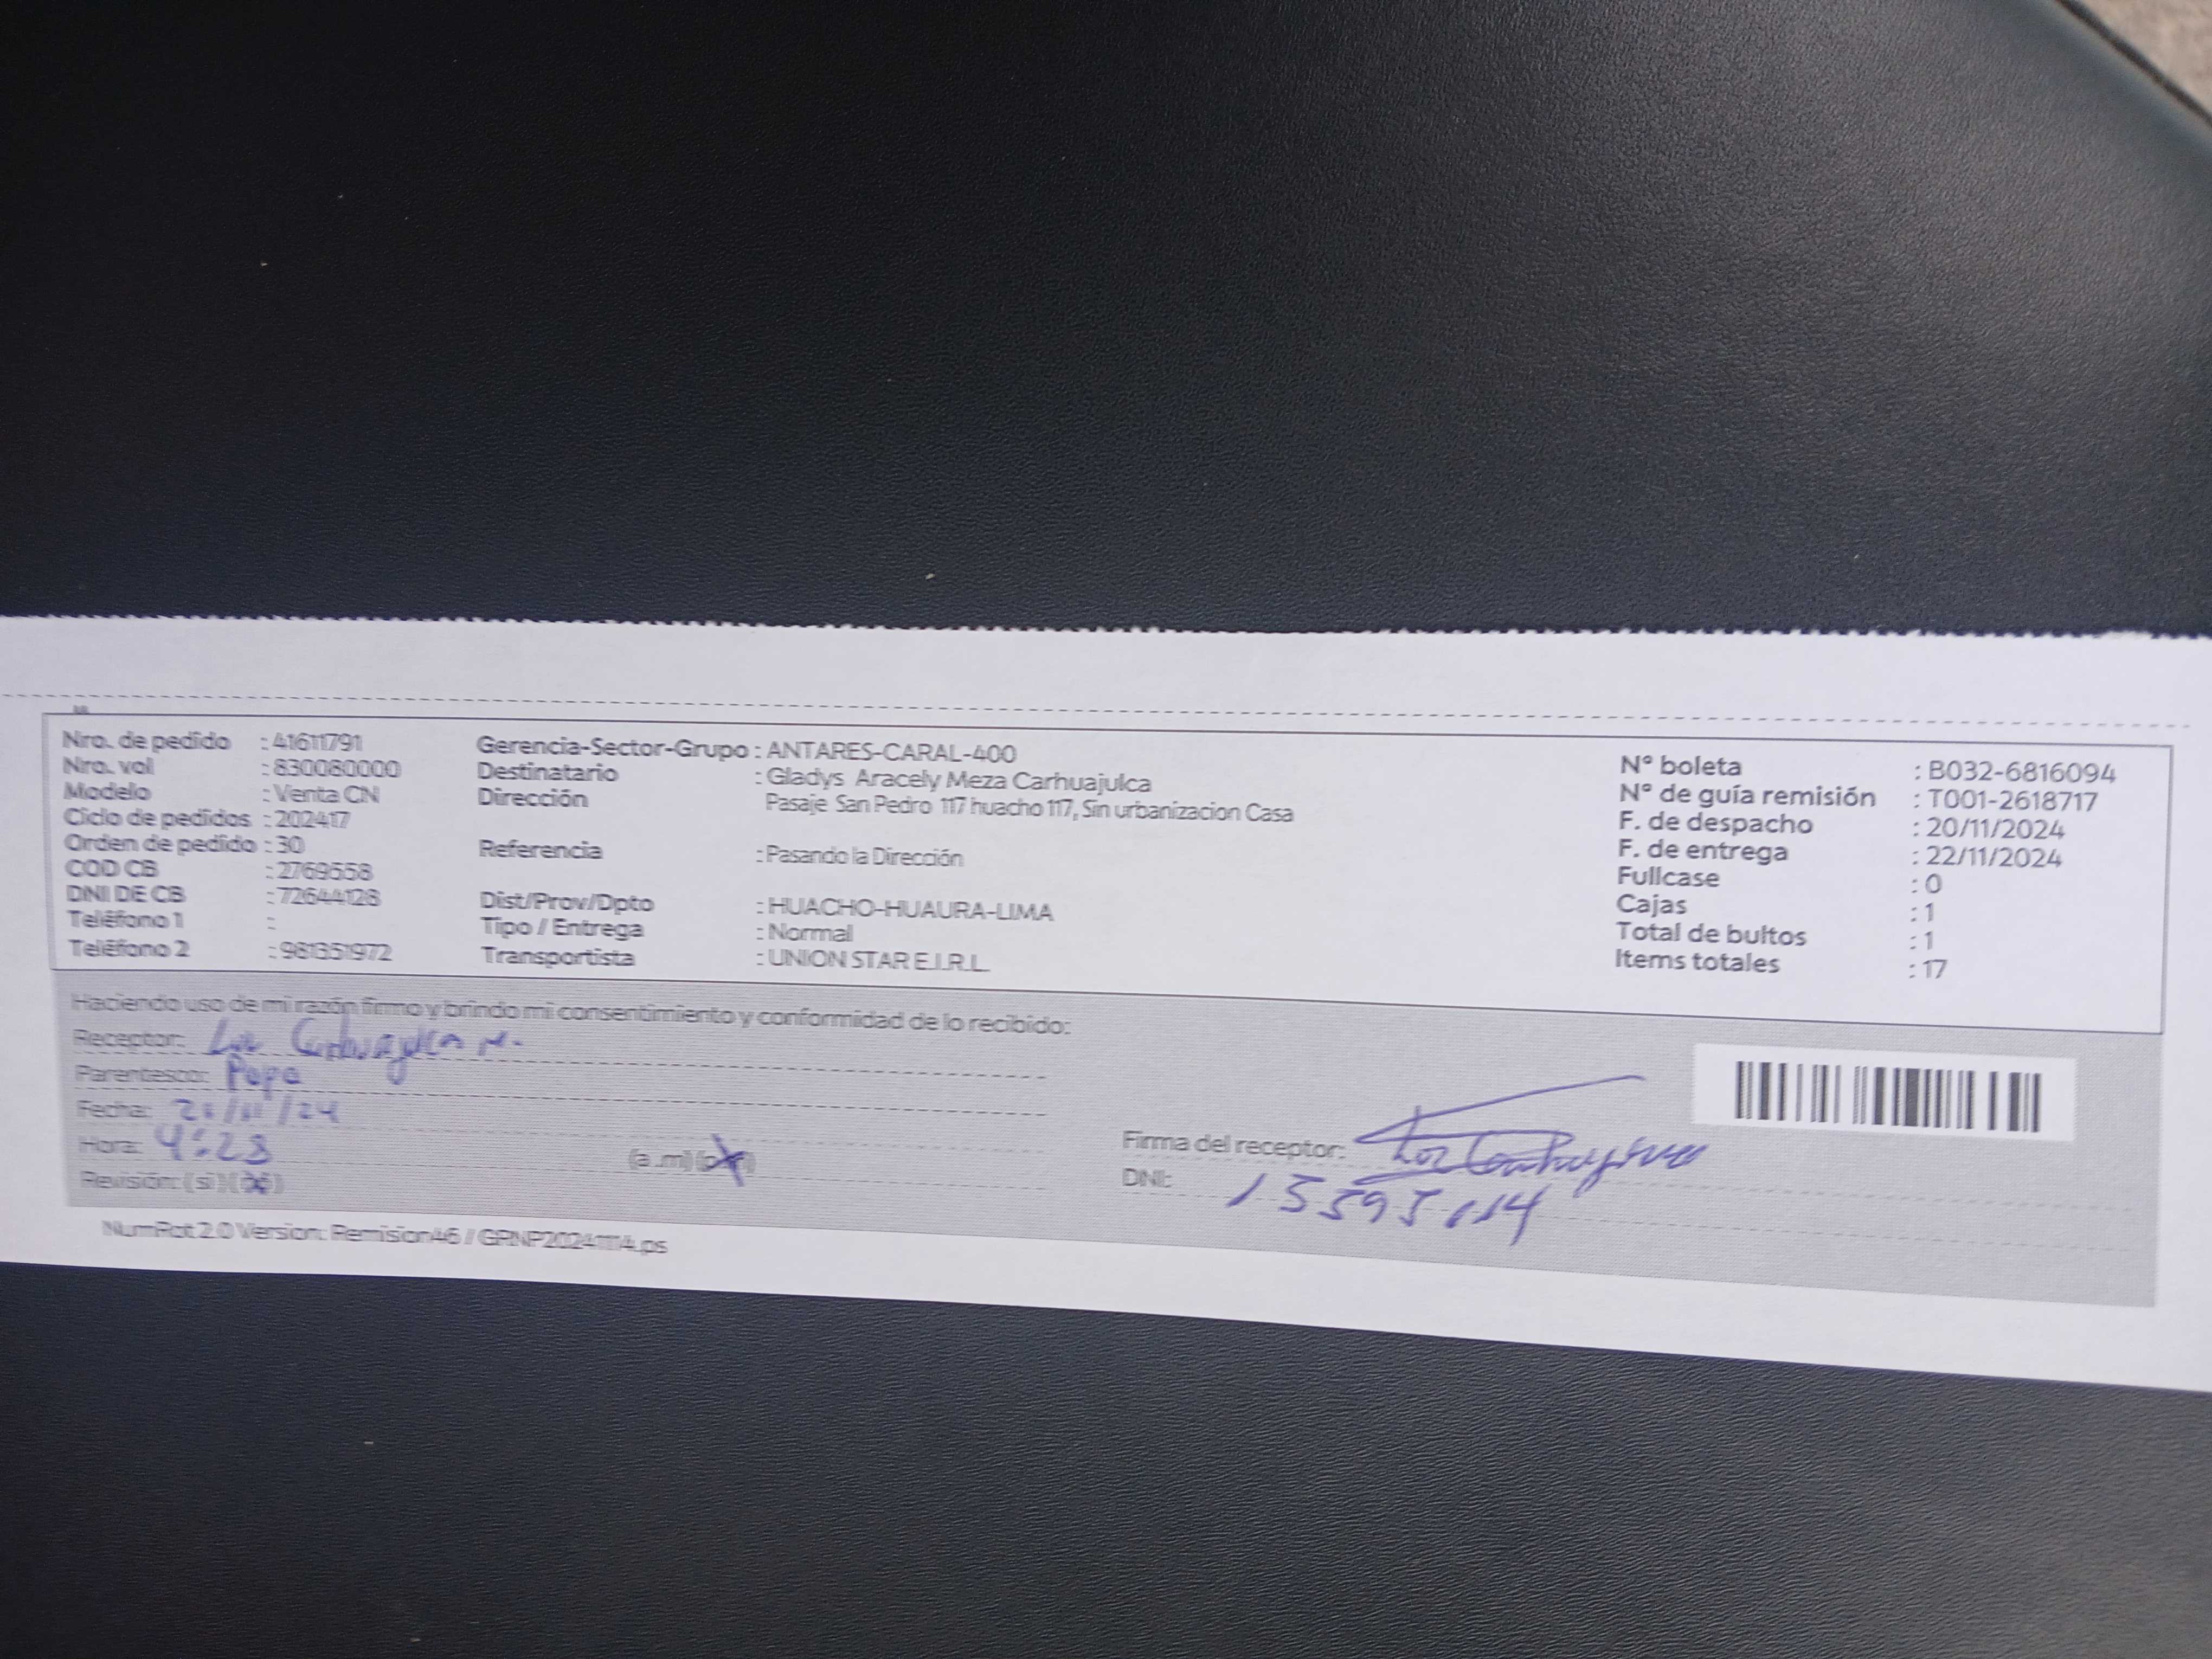 Nro. de pedido : 41611791
Nro. vol : 830080000
Modelo : Venta CN
Ciclo de pedidos : 202417
Orden de pedido : 30
COD CB : 2769558
DNI DE CB : 72644128
Teléfono 1 :
Teléfono 2 : 981351972
Gerencia-Sector-Grupo : ANTARES-CARAL-400
Destinatario : Gladys Aracely Meza Carhuajulca
Dirección Pasaje San Pedro 117 huacho 117, Sin urbanizacion Casa
Referencia : Pasando la Dirección
Dist/Prov/Dpto : HUACHO-HUAURA-LIMA
Tipo / Entrega : Normal
Transportista : UNION STAR E.I.R.L.
N° boleta : B032-6816094
N° de guía remisión : T001-2618717
F. de despacho : 20/11/2024
F. de entrega : 22/11/2024
Fullcase : 0
Cajas : 1
Total de bultos : 1
Items totales : 17
Haciendo uso de mi razón firmo y brindo mi consentimiento y conformidad de lo recibido:
Receptor:
Parentesco: Papa
Fecha: /11/24
Hora: 4:28 (a .m) (p.m)
Revisión: (si) (no)
Firma del receptor:
DNI:
NumRot 2.0 Version: Remision46 / GRNP20241114.ps